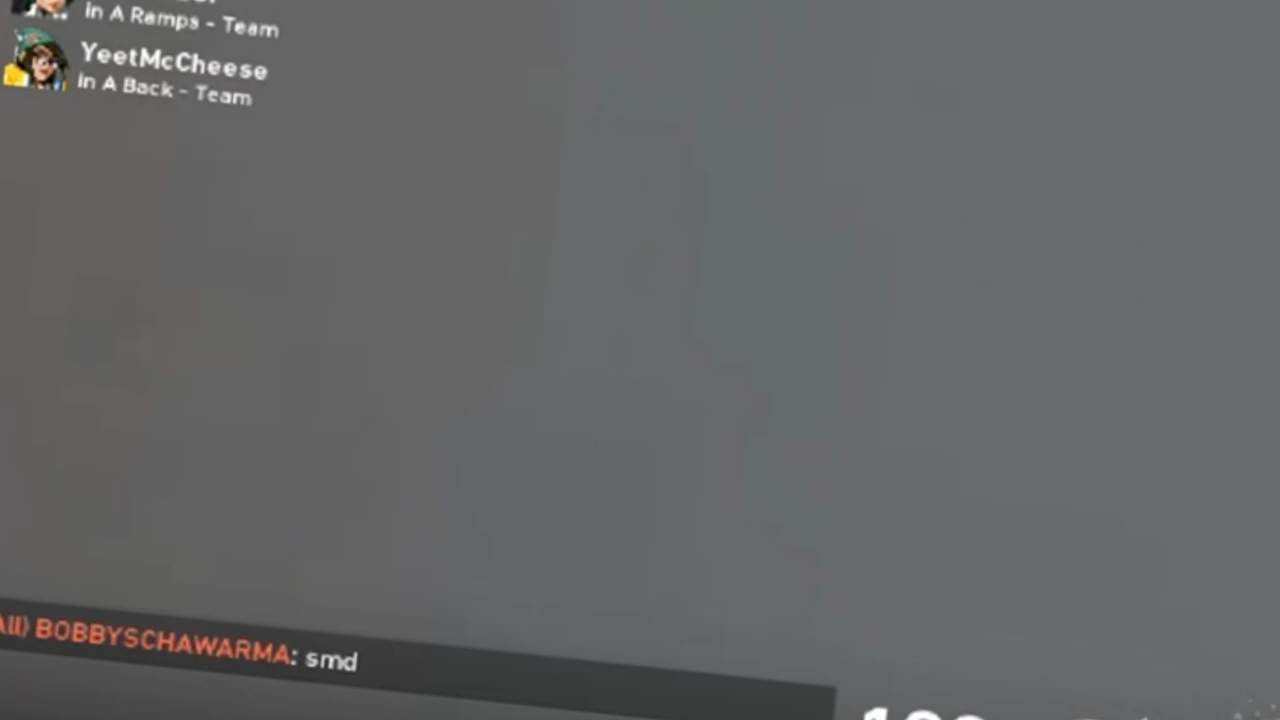 in A Ramps - Team
YeetMcCheese
in A Back - Team
All) BOBBYSCHAWARMA: smd